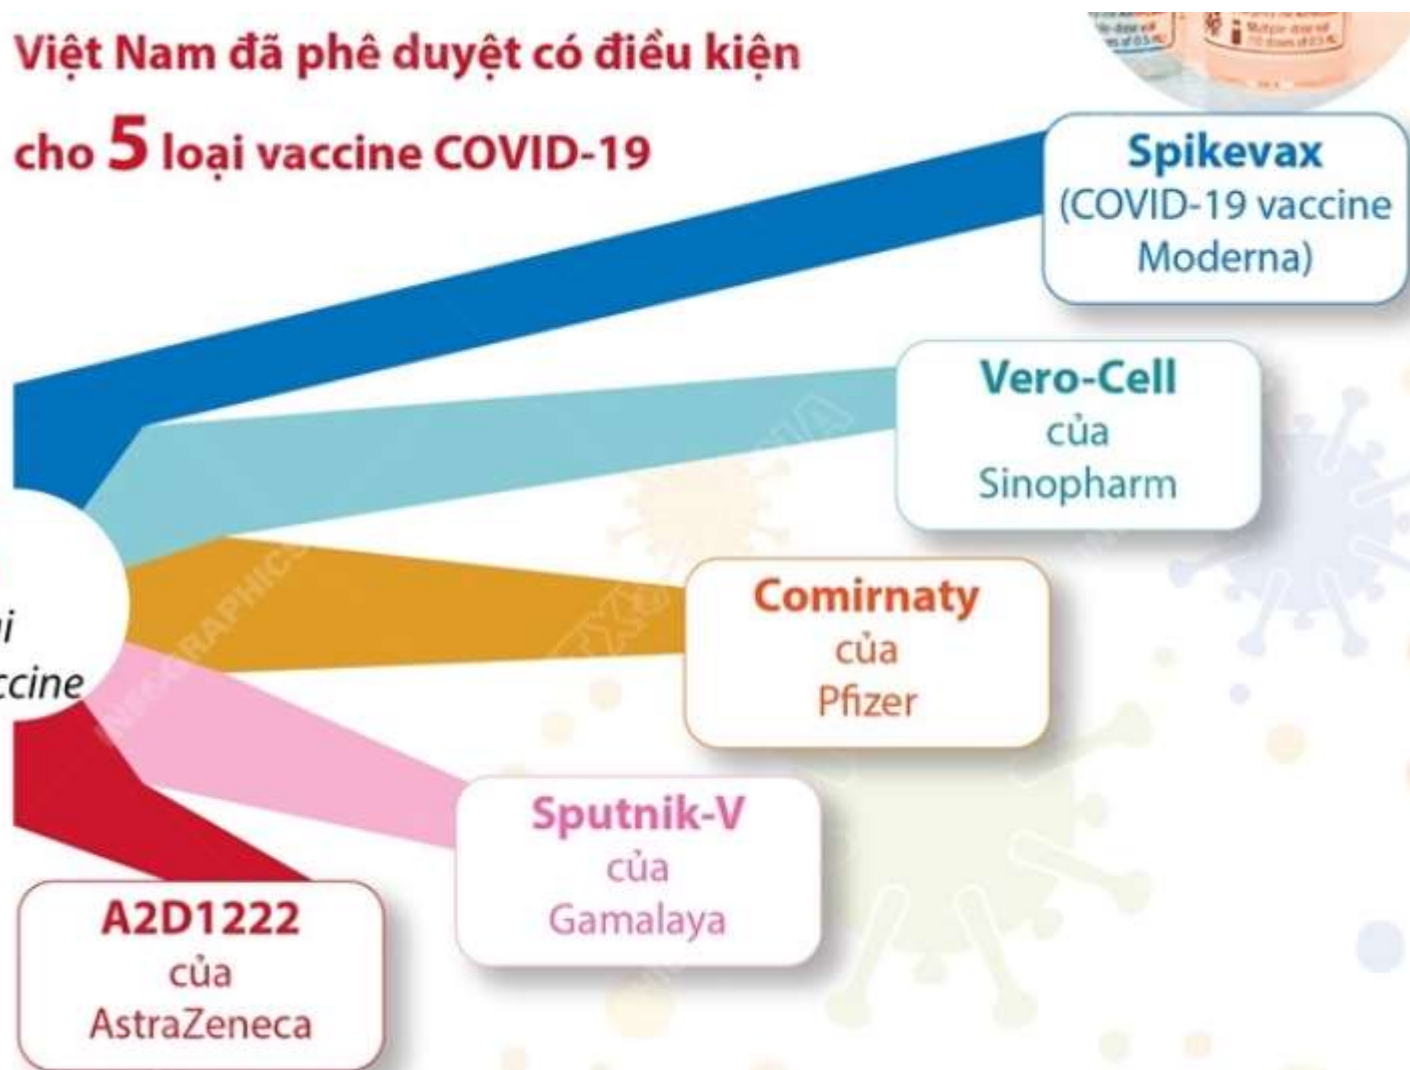 Việt Nam đã phê duyệt có điều kiện
cho 5 loại vaccine COVID-19
Spikevax
(COVID-19 vaccine
Moderna)
Vero-Cell
của
Sinopharm
Comirnaty
của
Pfizer
Sputnik-V
của
Gamalaya
A2D1222
của
AstraZeneca
INFOGRAPHICS